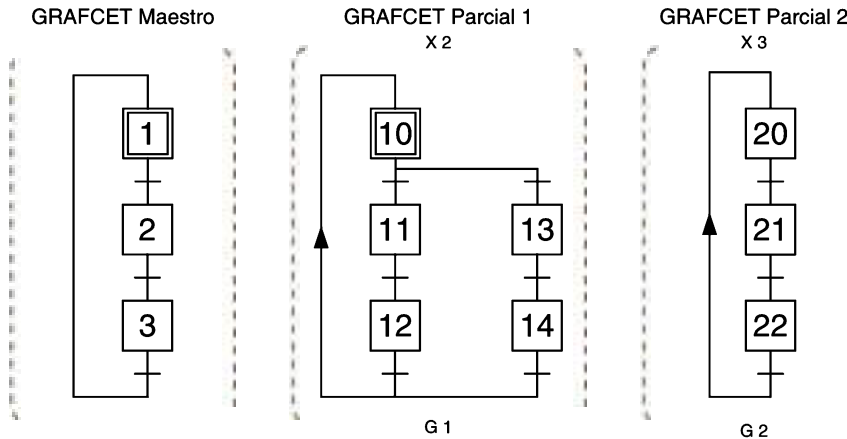 GRAFCET Maestro
1
2
3
GRAFCET Parcial 1
X 2
10
11
13
12
14
G 1
GRAFCET Parcial 2
X 3
20
21
22
G 2